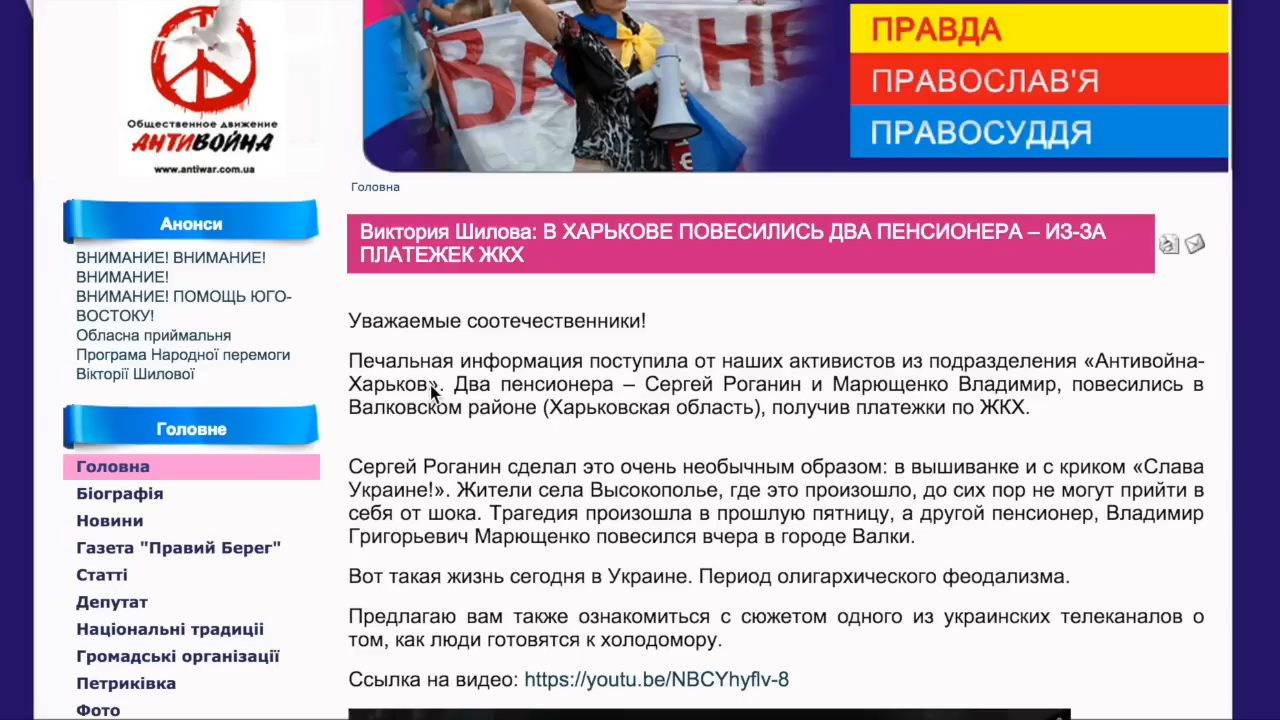 Общественное движение
АНТИВОЙНА
www.antiwar.com.ua
ВА
НЕ
ПРАВДА
ПРАВОСЛАВ'Я
ПРАВОСУДДЯ
Анонси
ВНИМАНИЕ! ВНИМАНИЕ!
ВНИМАНИЕ!
ВНИМАНИЕ! ПОМОЩЬ ЮГО-
ВОСТОКУ!
Обласна приймальня
Програма Народної перемоги
Вікторії Шилової
Головне
Головна
Біографія
Новини
Газета "Правий Берег"
Статті
Депутат
Національні традиції
Громадські організації
Петриківка
Фото
Головна
Виктория Шилова: В ХАРЬКОВЕ ПОВЕСИЛИСЬ ДВА ПЕНСИОНЕРА – ИЗ-ЗА
ПЛАТЕЖЕК ЖКХ
Уважаемые соотечественники!
Печальная информация поступила от наших активистов из подразделения «Антивойна-
Харьков». Два пенсионера – Сергей Роганин и Марющенко Владимир, повесились в
Валковском районе (Харьковская область), получив платежки по ЖКХ.
Сергей Роганин сделал это очень необычным образом: в вышиванке и с криком «Слава
Украине!». Жители села Высокополье, где это произошло, до сих пор не могут прийти в
себя от шока. Трагедия произошла в прошлую пятницу, а другой пенсионер, Владимир
Григорьевич Марющенко повесился вчера в городе Валки.
Вот такая жизнь сегодня в Украине. Период олигархического феодализма.
Предлагаю вам также ознакомиться с сюжетом одного из украинских телеканалов о
том, как люди готовятся к холодомору.
Ссылка на видео: https://youtu.be/NBCYhyflv-8